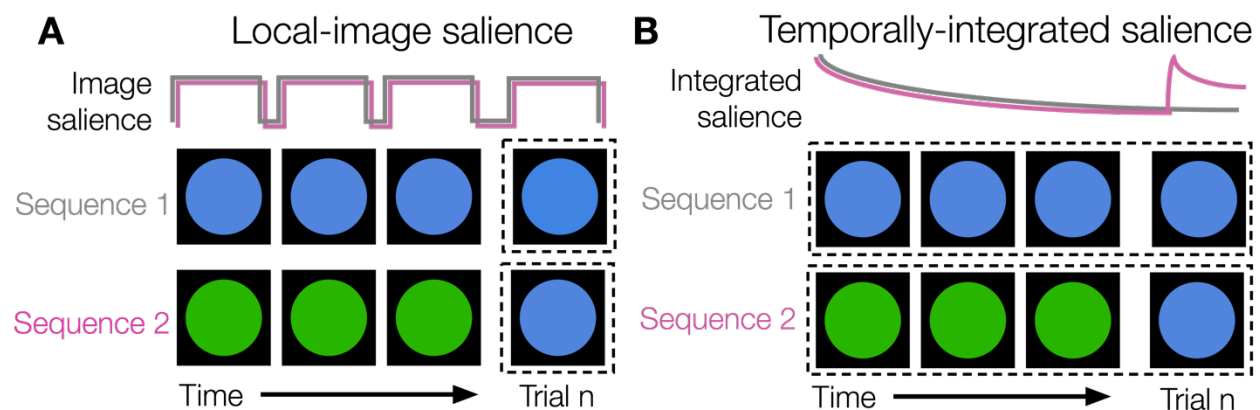 A
Local-image salience
Image
salience
Sequence 1
Sequence 2
Time
Trial n
B
Temporally-integrated salience
Integrated
salience
Sequence 1
Sequence 2
Time
Trial n